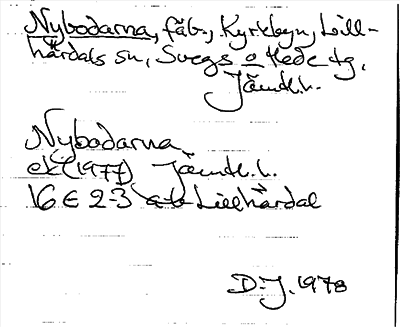 Nybodarna, fäb., Kyrkbyn, Lill-
härdals sn, Svegs o Hede tg,
Jämtl. l.
Nybodarna
ek (1977) Jämtl. l.
16 E 2-3 a-b Lillhärdal
D-J. 1978